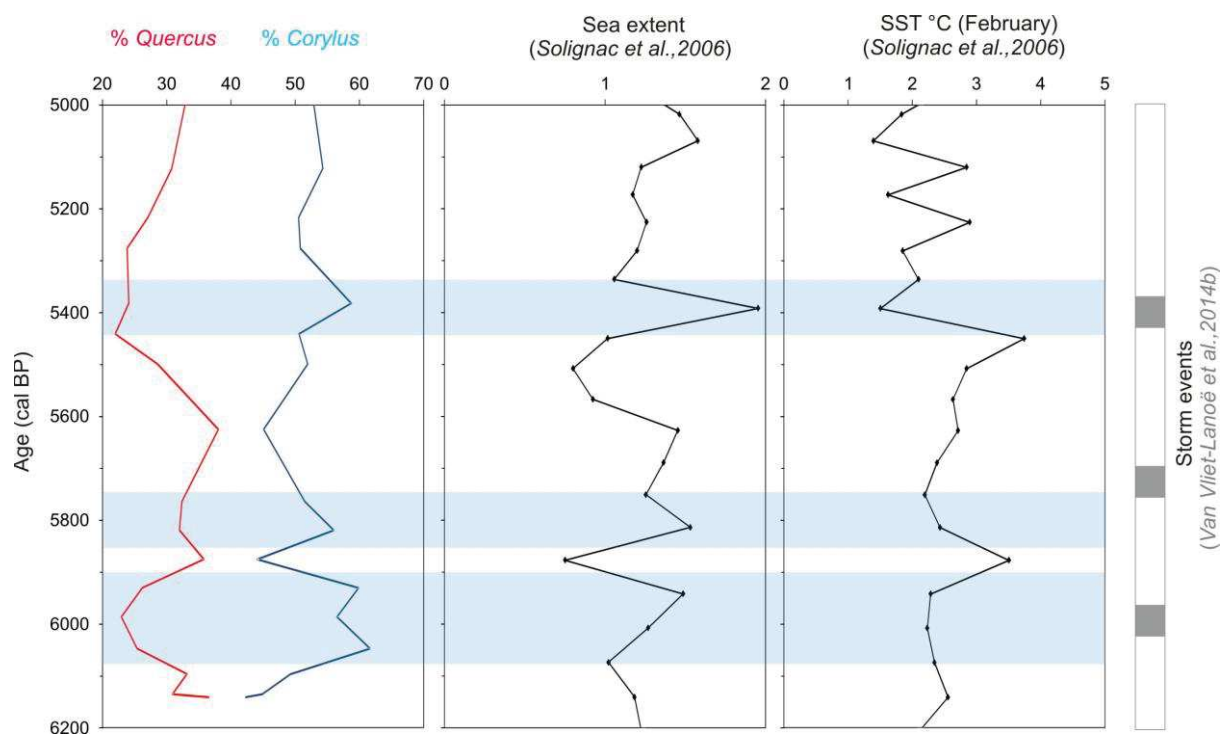 % Quercus
% Corylus
Sea extent
(Solignac et al.,2006)
SST °C (February)
(Solignac et al.,2006)
20 30 40 50 60 70
1 2
0 1 2 3 4 5
5000
5200
5400
5600
5800
6000
6200
Age (cal BP)
Storm events
(Van Vliet-Lanoë et al.,2014b)